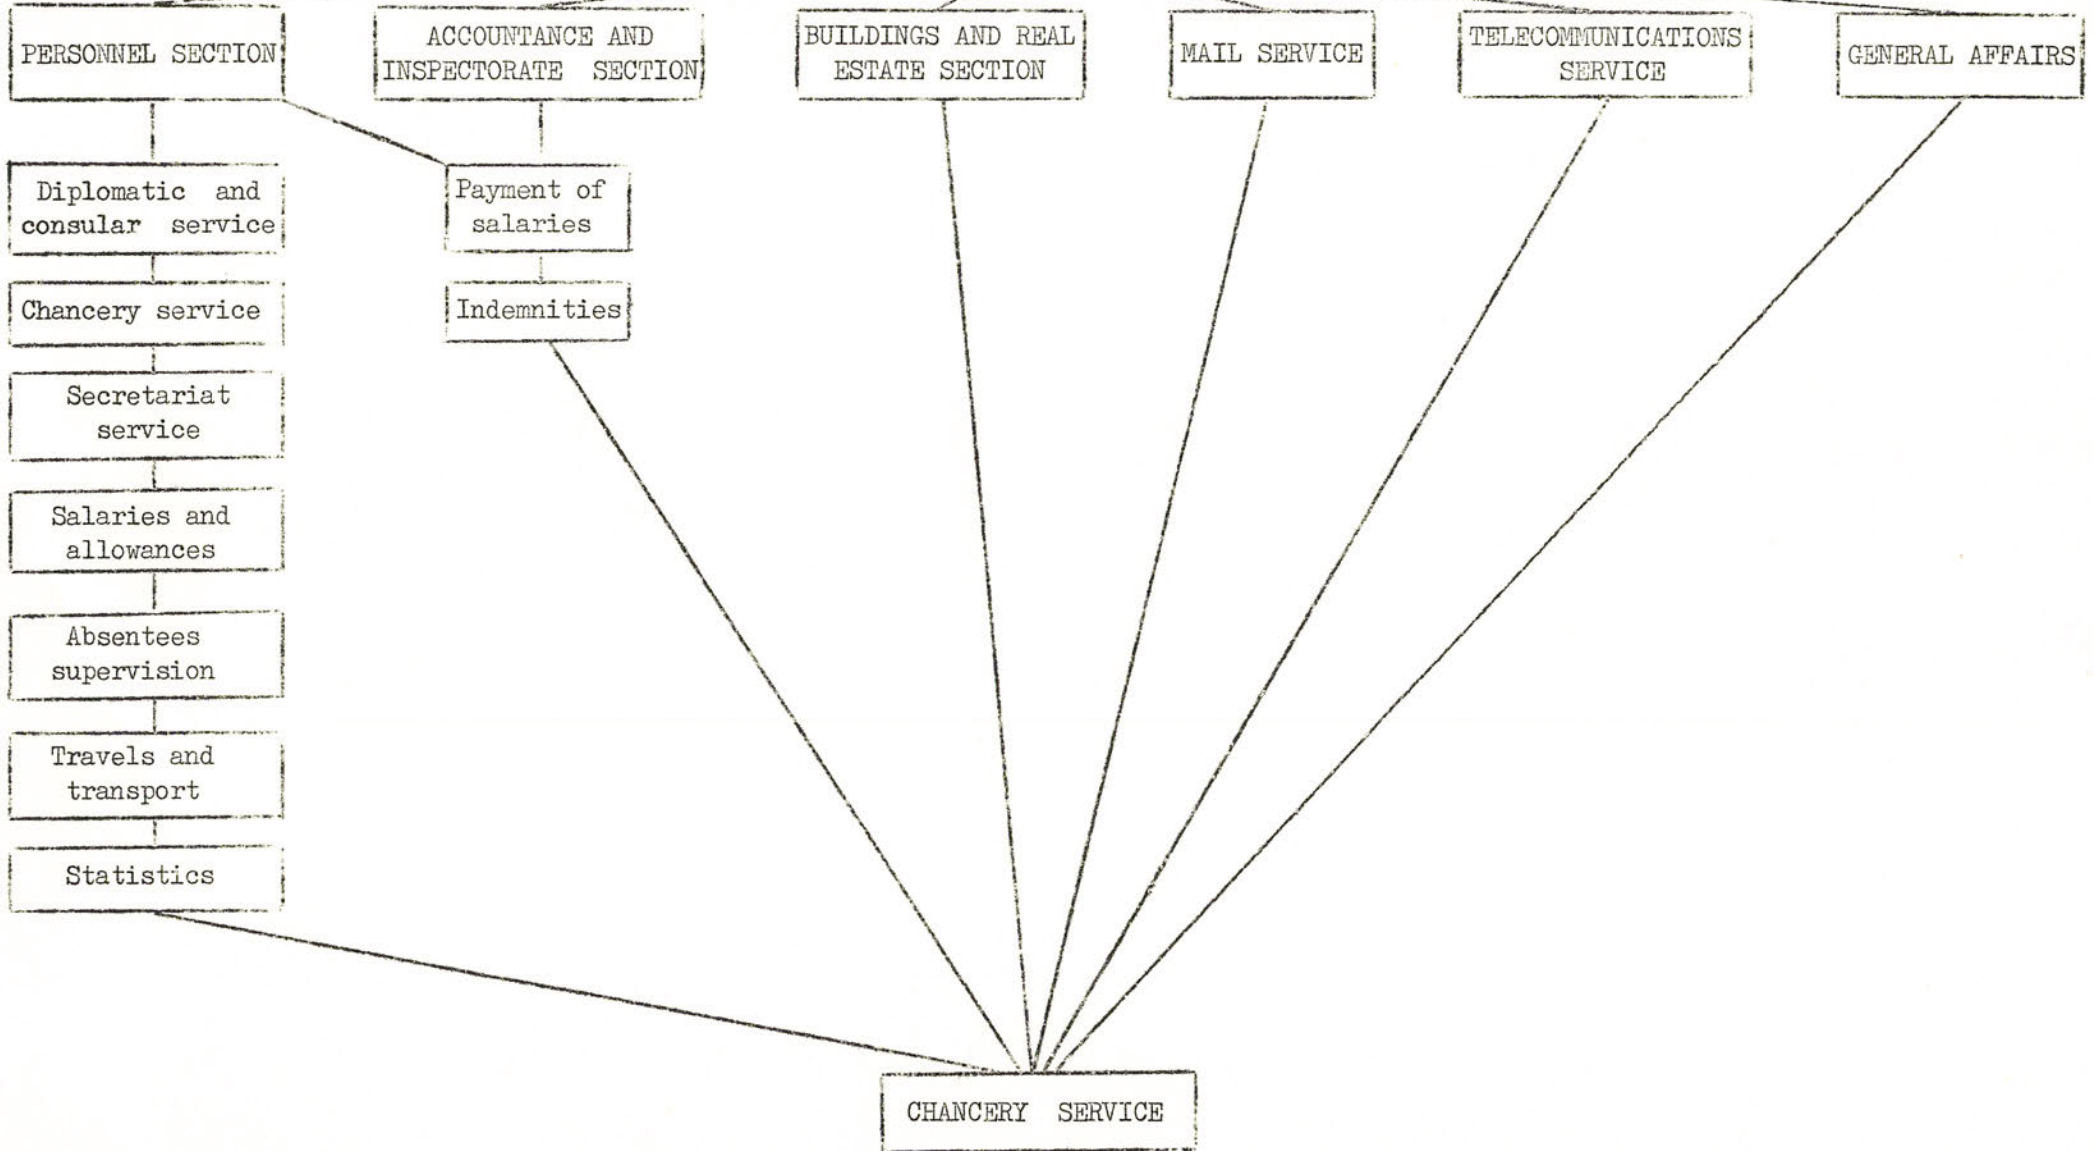 PERSONNEL SECTION
ACCOUNTANCE AND
INSPECTORATE SECTION
BUILDINGS AND REAL
ESTATE SECTION
MAIL SERVICE
TELECOMMUNICATIONS
SERVICE
GENERAL AFFAIRS
Diplomatic and
consular service
Payment of
salaries
Chancery service
Indemnities
Secretariat
service
Salaries and
allowances
Absentees
supervision
Travels and
transport
Statistics
CHANCERY SERVICE